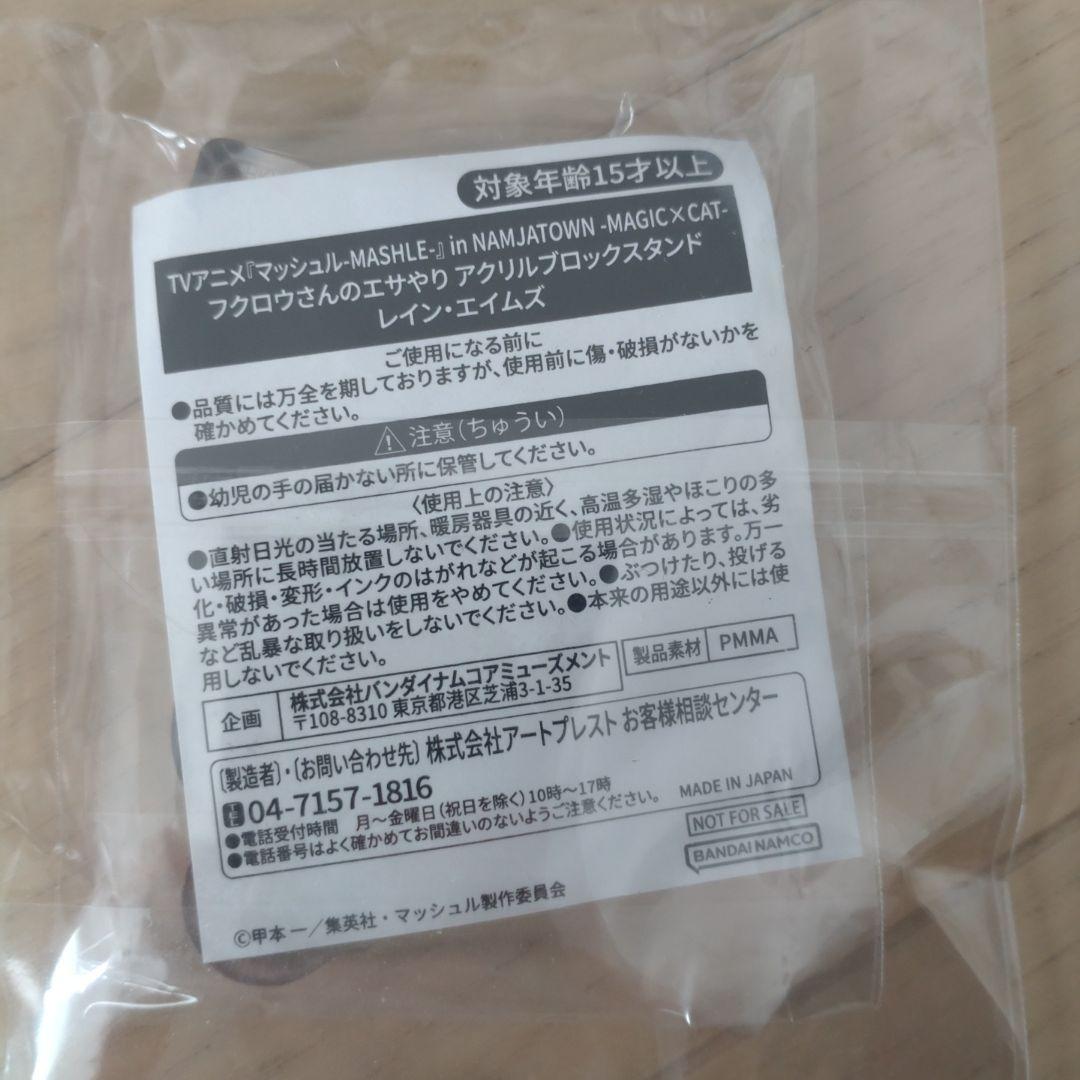 対象年齢15才以上
TVアニメ『マッシュル-MASHLE-』in NAMJATOWN -MAGIC×CAT-
フクロウさんのエサやり アクリルブロックスタンド
レイン・エイムズ
ご使用になる前に
●品質には万全を期しておりますが、使用前に傷・破損がないかを
確かめてください。
⚠注意(ちゅうい)
●幼児の手の届かない所に保管してください。
〈使用上の注意〉
●直射日光の当たる場所、暖房器具の近く、高温多湿やほこりの多
い場所に長時間放置しないでください。●使用状況によっては、劣
化・破損・変形・インクのはがれなどが起こる場合があります。万一
異常があった場合は使用をやめてください。●ぶつけたり、投げる
など乱暴な取り扱いをしないでください。●本来の用途以外には使
用しないでください。
製品素材 PMMA
企画 株式会社バンダイナムコアミューズメント
〒108-8310 東京都港区芝浦3-1-35
〔製造者〕・〔お問い合わせ先〕株式会社アートプレスト お客様相談センター
TEL 04-7157-1816
●電話受付時間 月〜金曜日(祝日を除く)10時〜17時
●電話番号はよく確かめてお間違いのないようご注意ください。
MADE IN JAPAN
NOT FOR SALE
BANDAI NAMCO
©甲本 一/集英社・マッシュル製作委員会